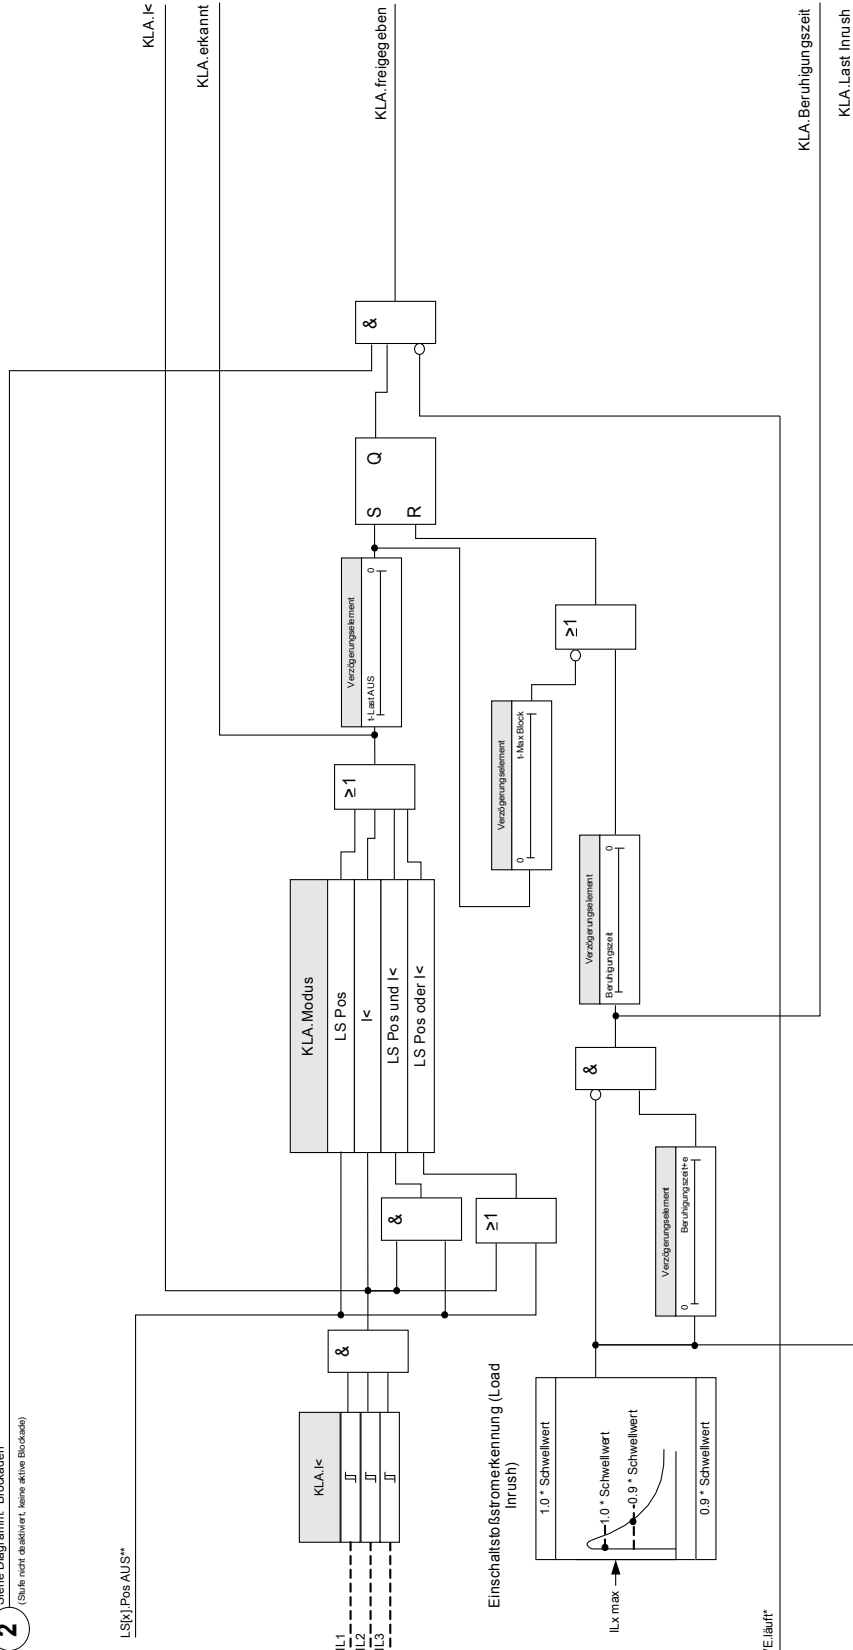 2
Siehe Diagramm: Blockaden
(Stufe nicht deaktiviert, keine aktive Blockade)
LS[x].Pos AUS**
IL1
IL2
IL3
KLA.I<
&
&
≥1
KLA.Modus
LS Pos
I<
LS Pos und I<
LS Pos oder I<
≥1
Verzögerungselement
t-Last AUS
0
S
R
Q
&
KLA.I<
KLA.erkannt
KLA.freigegeben
Verzögerungselement
0
t-Max Block
≥1
Einschaltstoßstromerkennung (Load
Inrush)
1.0 * Schwellwert
1.0 * Schwellwert
0.9 * Schwellwert
0.9 * Schwellwert
ILx max
Verzögerungselement
0
Beruhigungszeit+e
&
Verzögerungselement
Beruhigungszeit
0
KLA.Beruhigungszeit
KLA.Last Inrush
E.läuft*